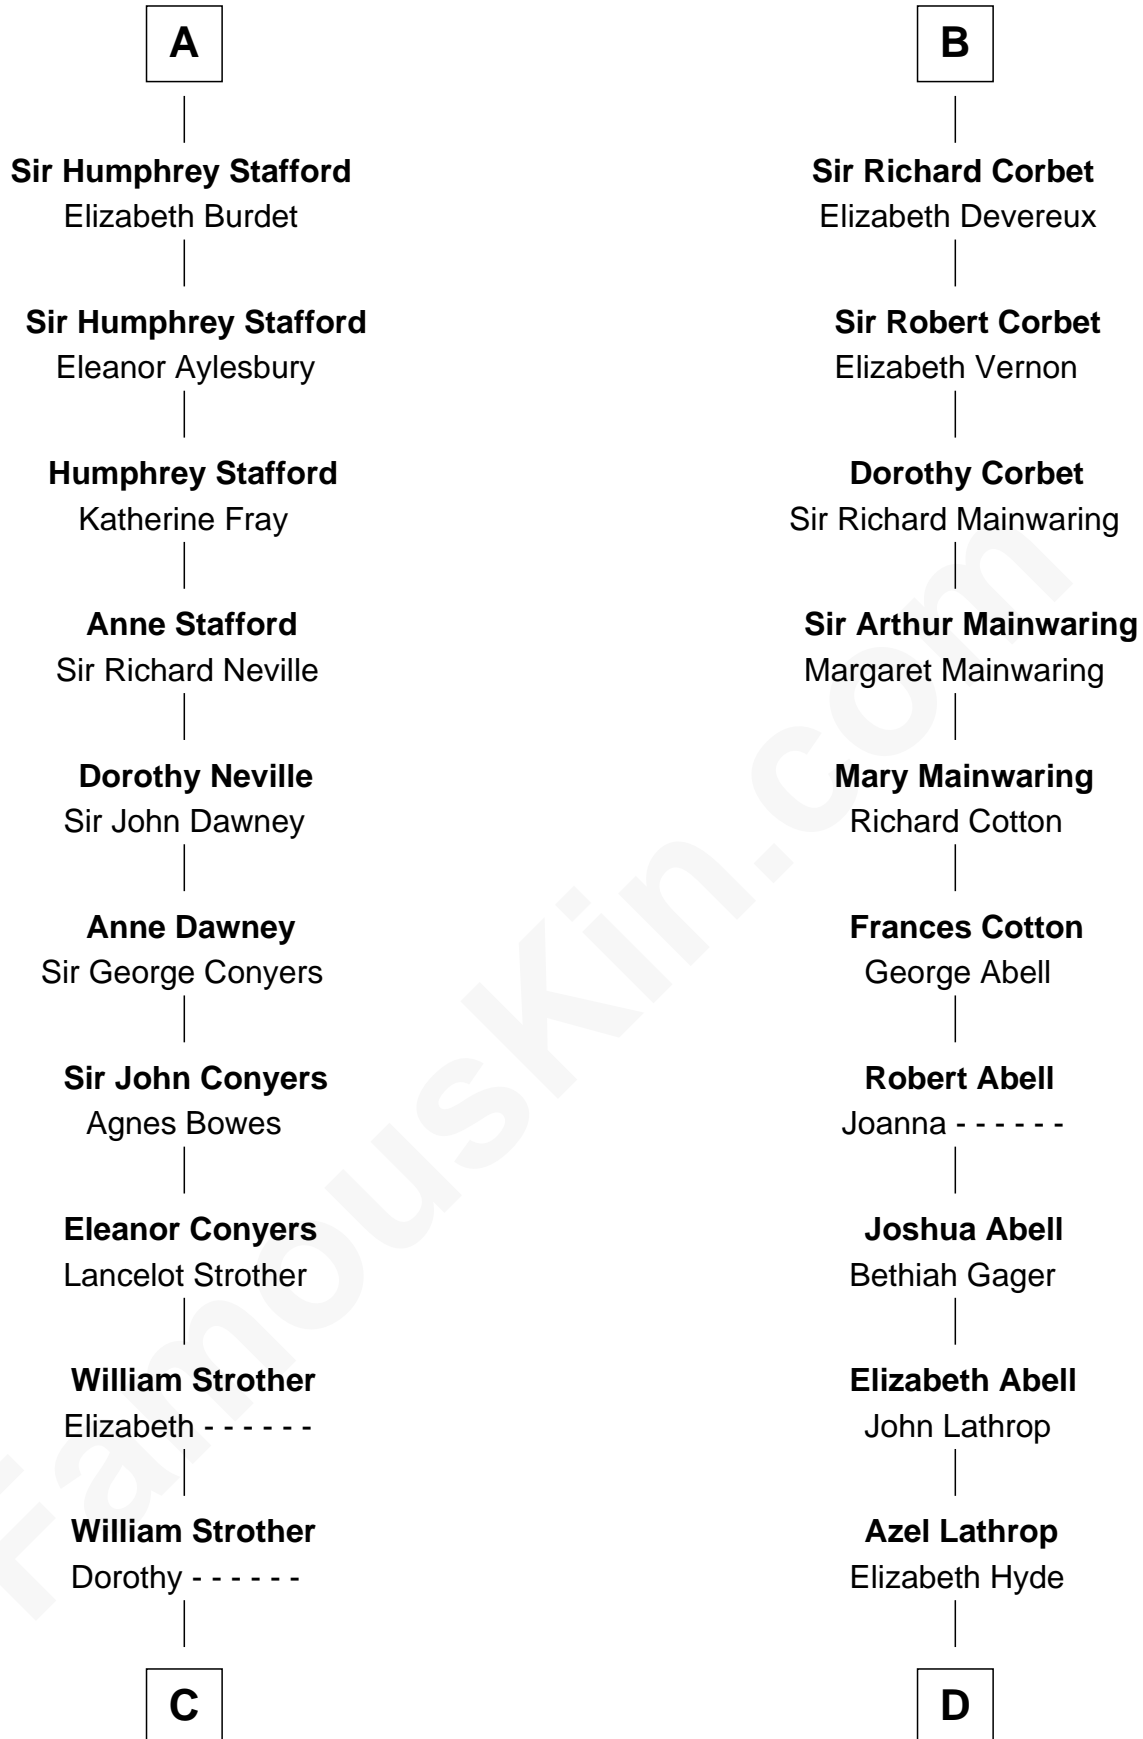 A
Sir Humphrey Stafford
Elizabeth Burdet
Sir Humphrey Stafford
Eleanor Aylesbury
Humphrey Stafford
Katherine Fray
Anne Stafford
Sir Richard Neville
Dorothy Neville
Sir John Dawney
Anne Dawney
Sir George Conyers
Sir John Conyers
Agnes Bowes
Eleanor Conyers
Lancelot Strother
William Strother
Elizabeth - - - - - -
William Strother
Dorothy - - - - - -
C
B
Sir Richard Corbet
Elizabeth Devereux
Sir Robert Corbet
Elizabeth Vernon
Dorothy Corbet
Sir Richard Mainwaring
Sir Arthur Mainwaring
Margaret Mainwaring
Mary Mainwaring
Richard Cotton
Frances Cotton
George Abell
Robert Abell
Joanna - - - - - -
Joshua Abell
Bethiah Gager
Elizabeth Abell
John Lathrop
Azel Lathrop
Elizabeth Hyde
D
FamousKin.com